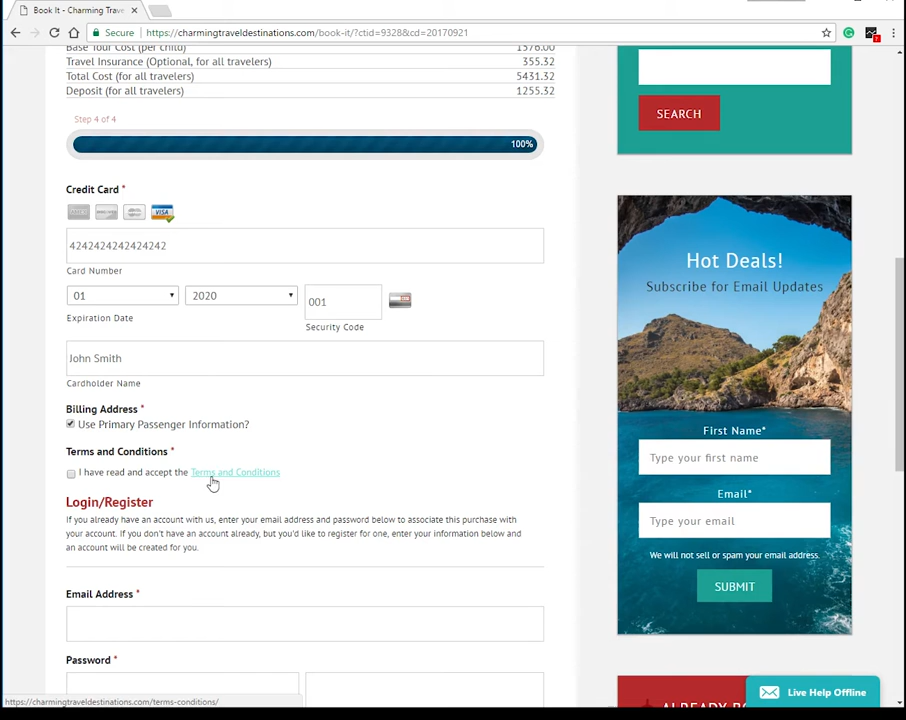 Book It - Charming Trave
Secure
https://charmingtraveldestinations.com/book-it/?ctid=9328&cd=20170921
Base Tour Cost (per child) 1576.00
Travel Insurance (Optional, for all travelers) 355.32
Total Cost (for all travelers) 5431.32
Deposit (for all travelers) 1255.32
Step 4 of 4
100%
Credit Card *
VISA
4242424242424242
Card Number
01 2020 001
Expiration Date
Security Code
John Smith
Cardholder Name
Billing Address *
Use Primary Passenger Information?
Terms and Conditions *
I have read and accept the Terms and Conditions
Login/Register
If you already have an account with us, enter your email address and password below to associate this purchase with
your account. If you don't have an account already, but you'd like to register for one, enter your information below and
an account will be created for you.
Email Address *
Password *
https://charmingtraveldestinations.com/terms-conditions/
SEARCH
Hot Deals!
Subscribe for Email Updates
First Name*
Type your first name
Email*
Type your email
We will not sell or spam your email address.
SUBMIT
Live Help Offline